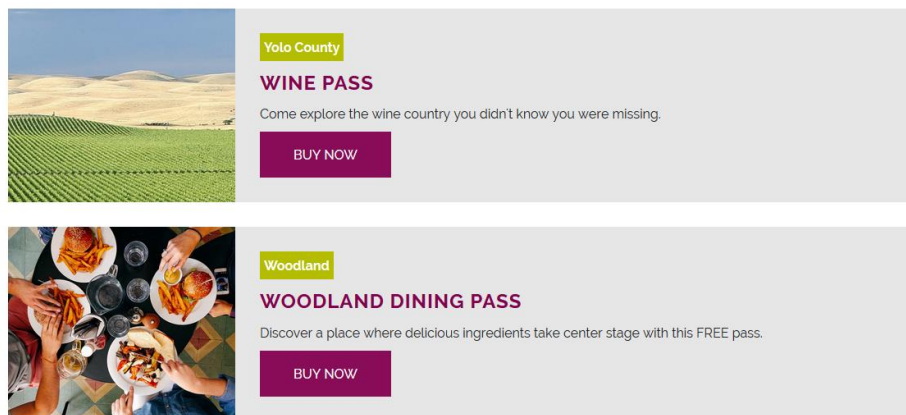 Yolo County
WINE PASS
Come explore the wine country you didn't know you were missing.
BUY NOW
Woodland
WOODLAND DINING PASS
Discover a place where delicious ingredients take center stage with this FREE pass.
BUY NOW